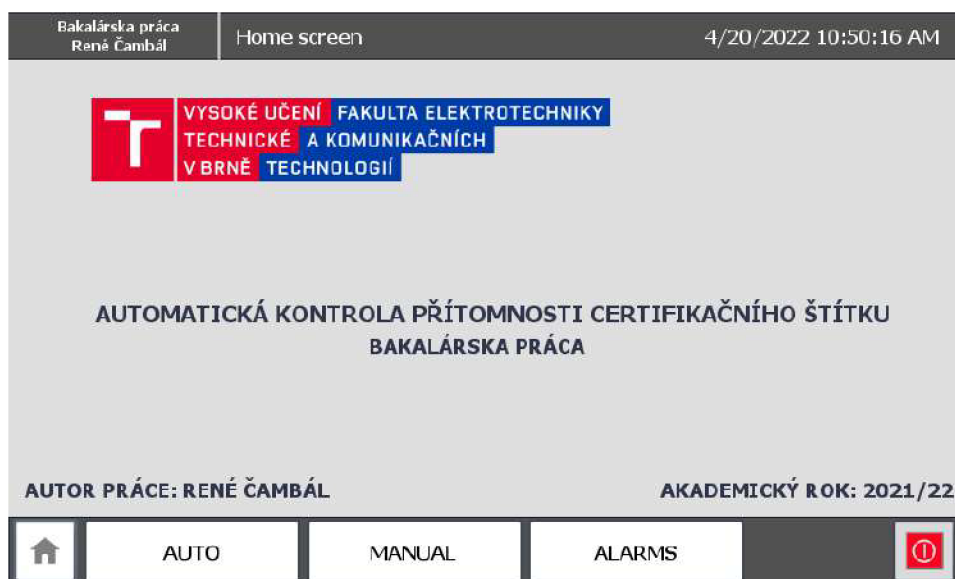 Bakalárska práca
René Čambál
Home screen
4/20/2022 10:50:16 AM
VYSOKÉ UČENÍ FAKULTA ELEKTROTECHNIKY
TECHNICKÉ A KOMUNIKAČNÍCH
V BRNĚ TECHNOLOGIÍ
AUTOMATICKÁ KONTROLA PŘÍTOMNOSTI CERTIFIKAČNÍHO ŠTÍTKU
BAKALÁRSKA PRÁCA
AUTOR PRÁCE: RENÉ ČAMBÁL
AKADEMICKÝ ROK: 2021/22
AUTO
MANUAL
ALARMS